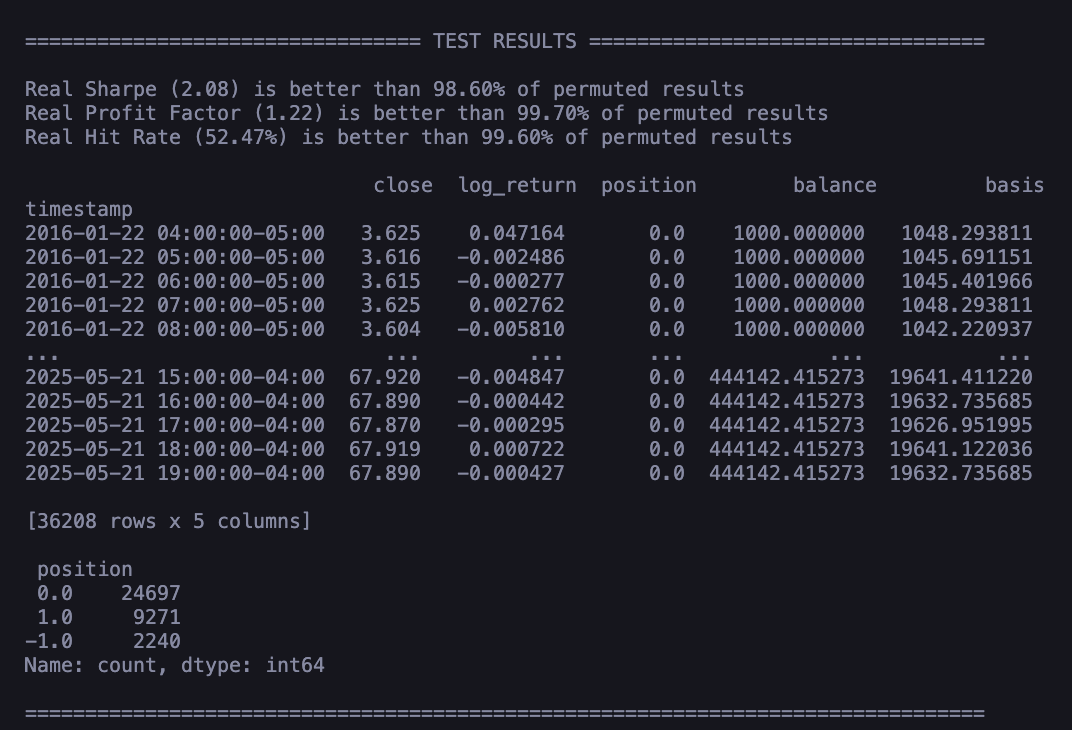 ================================= TEST RESULTS =================================
Real Sharpe (2.08) is better than 98.60% of permuted results
Real Profit Factor (1.22) is better than 99.70% of permuted results
Real Hit Rate (52.47%) is better than 99.60% of permuted results
close log_return position balance basis
timestamp
2016-01-22 04:00:00-05:00 3.625 0.047164 0.0 1000.000000 1048.293811
2016-01-22 05:00:00-05:00 3.616 -0.002486 0.0 1000.000000 1045.691151
2016-01-22 06:00:00-05:00 3.615 -0.000277 0.0 1000.000000 1045.401966
2016-01-22 07:00:00-05:00 3.625 0.002762 0.0 1000.000000 1048.293811
2016-01-22 08:00:00-05:00 3.604 -0.005810 0.0 1000.000000 1042.220937
... ... ... ... ... ...
2025-05-21 15:00:00-04:00 67.920 -0.004847 0.0 444142.415273 19641.411220
2025-05-21 16:00:00-04:00 67.890 -0.000442 0.0 444142.415273 19632.735685
2025-05-21 17:00:00-04:00 67.870 -0.000295 0.0 444142.415273 19626.951995
2025-05-21 18:00:00-04:00 67.919 0.000722 0.0 444142.415273 19641.122036
2025-05-21 19:00:00-04:00 67.890 -0.000427 0.0 444142.415273 19632.735685
[36208 rows x 5 columns]
position
0.0 24697
1.0 9271
-1.0 2240
Name: count, dtype: int64
================================================================================